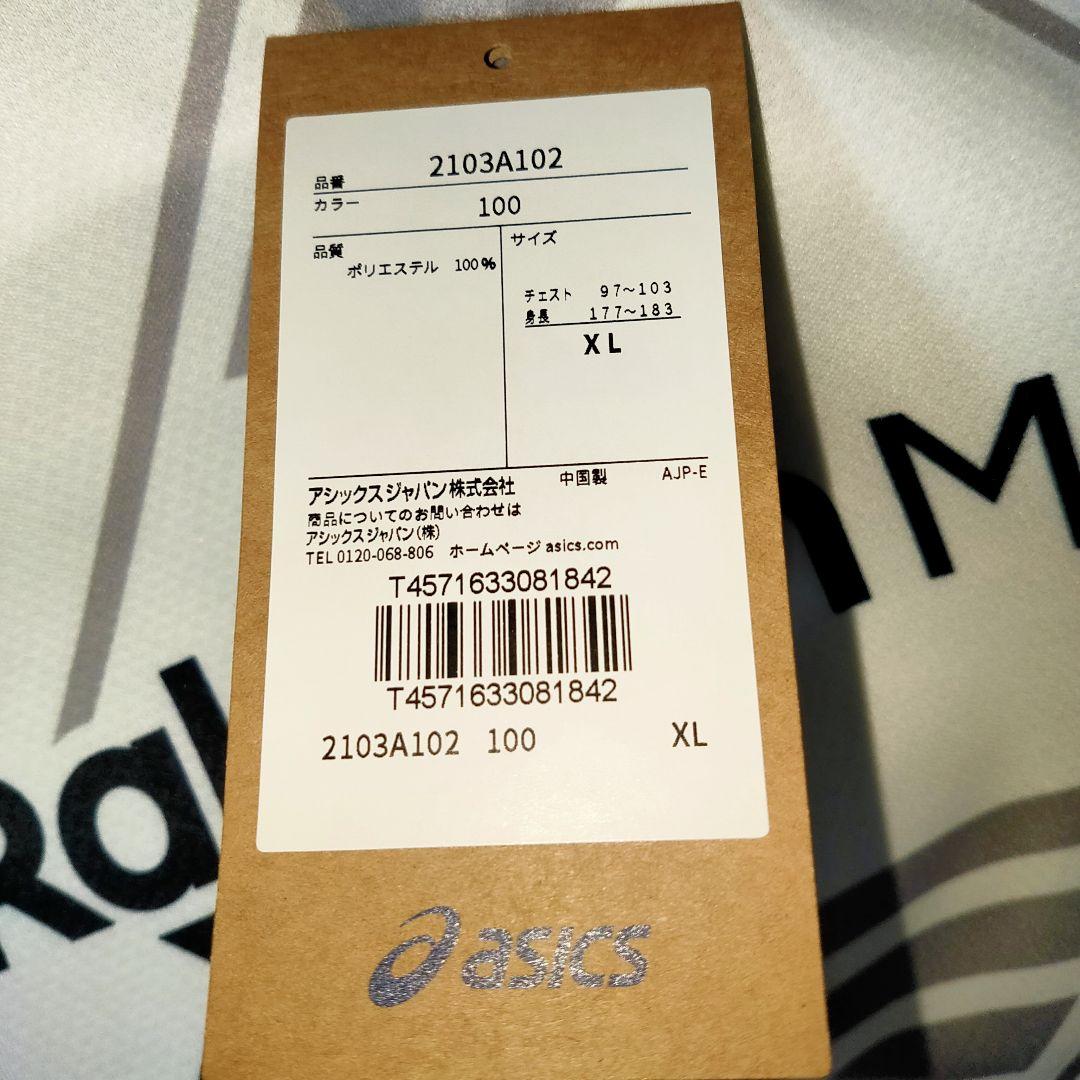 品番 2103A102
カラー 100
品質
ポリエステル 100%
サイズ
チェスト 97~103
身長 177~183
XL
アシックスジャパン株式会社 中国製 AJP-E
商品についてのお問い合わせは
アシックスジャパン(株)
TEL 0120-068-806 ホームページ asics.com
T4571633081842
T4571633081842
2103A102 100 XL
asics